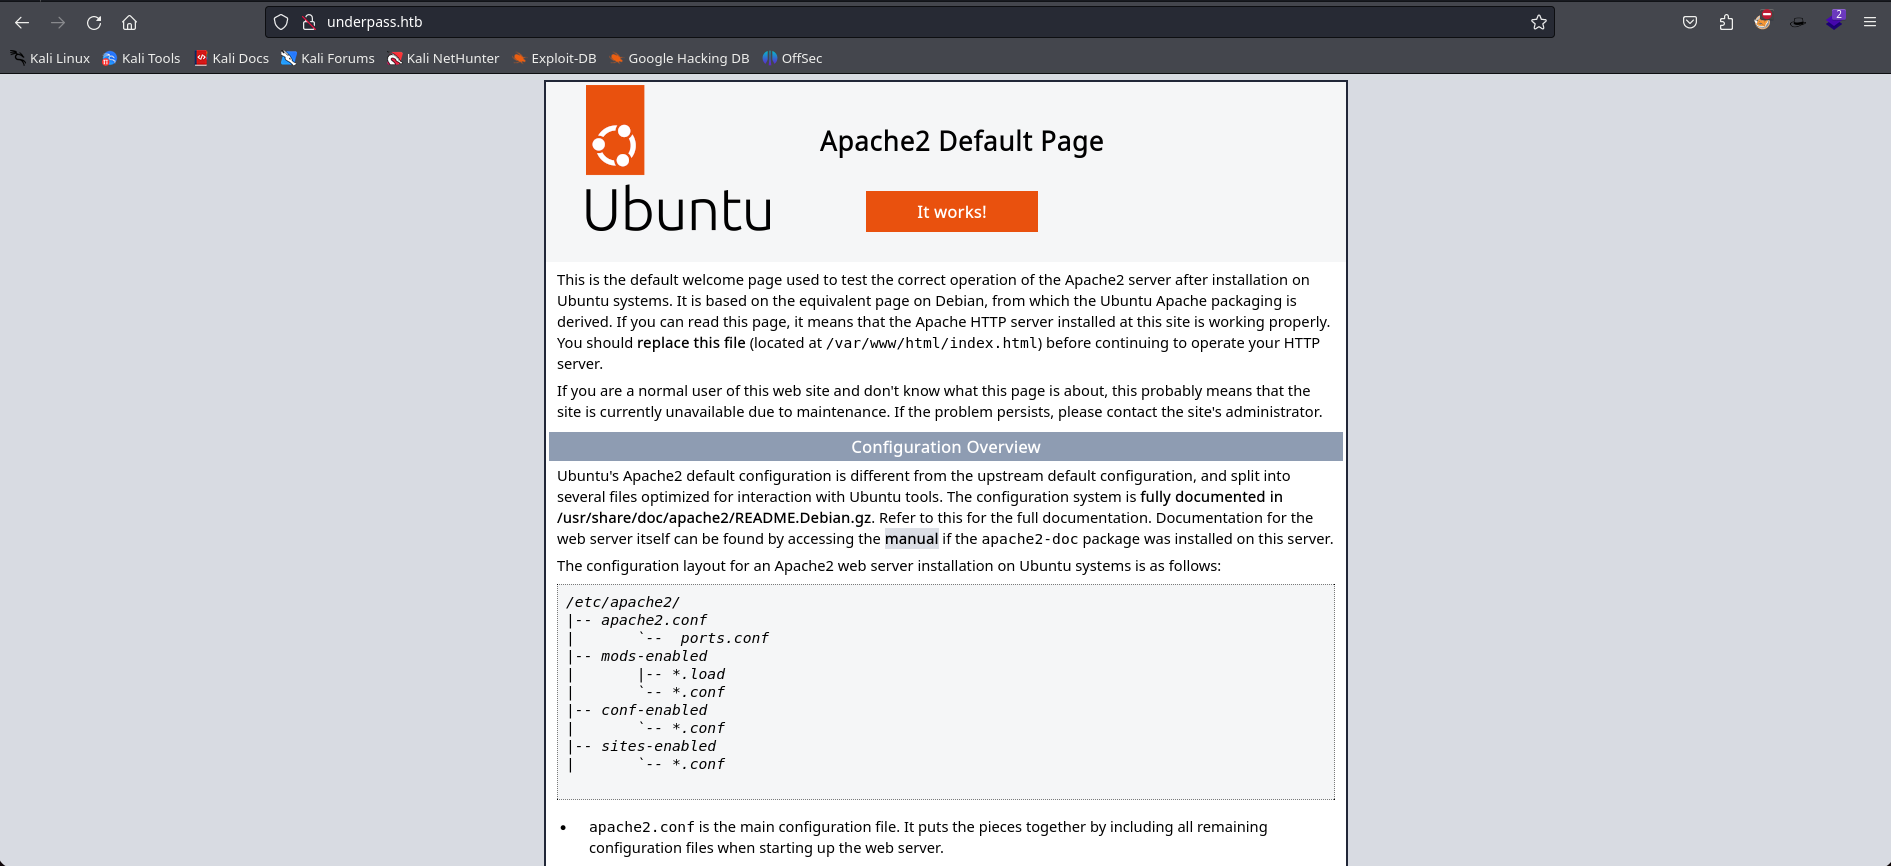 underpass.htb
2
Kali Linux Kali Tools Kali Docs Kali Forums Kali NetHunter Exploit-DB Google Hacking DB OffSec
Ubuntu
Apache2 Default Page
It works!
This is the default welcome page used to test the correct operation of the Apache2 server after installation on
Ubuntu systems. It is based on the equivalent page on Debian, from which the Ubuntu Apache packaging is
derived. If you can read this page, it means that the Apache HTTP server installed at this site is working properly.
You should replace this file (located at /var/www/html/index.html) before continuing to operate your HTTP
server.
If you are a normal user of this web site and don't know what this page is about, this probably means that the
site is currently unavailable due to maintenance. If the problem persists, please contact the site's administrator.
Configuration Overview
Ubuntu's Apache2 default configuration is different from the upstream default configuration, and split into
several files optimized for interaction with Ubuntu tools. The configuration system is fully documented in
/usr/share/doc/apache2/README.Debian.gz. Refer to this for the full documentation. Documentation for the
web server itself can be found by accessing the manual if the apache2-doc package was installed on this server.
The configuration layout for an Apache2 web server installation on Ubuntu systems is as follows:
/etc/apache2/
|-- apache2.conf
|       `--  ports.conf
|-- mods-enabled
|       |-- *.load
|       `-- *.conf
|-- conf-enabled
|       `-- *.conf
|-- sites-enabled
|       `-- *.conf
• apache2.conf is the main configuration file. It puts the pieces together by including all remaining
configuration files when starting up the web server.